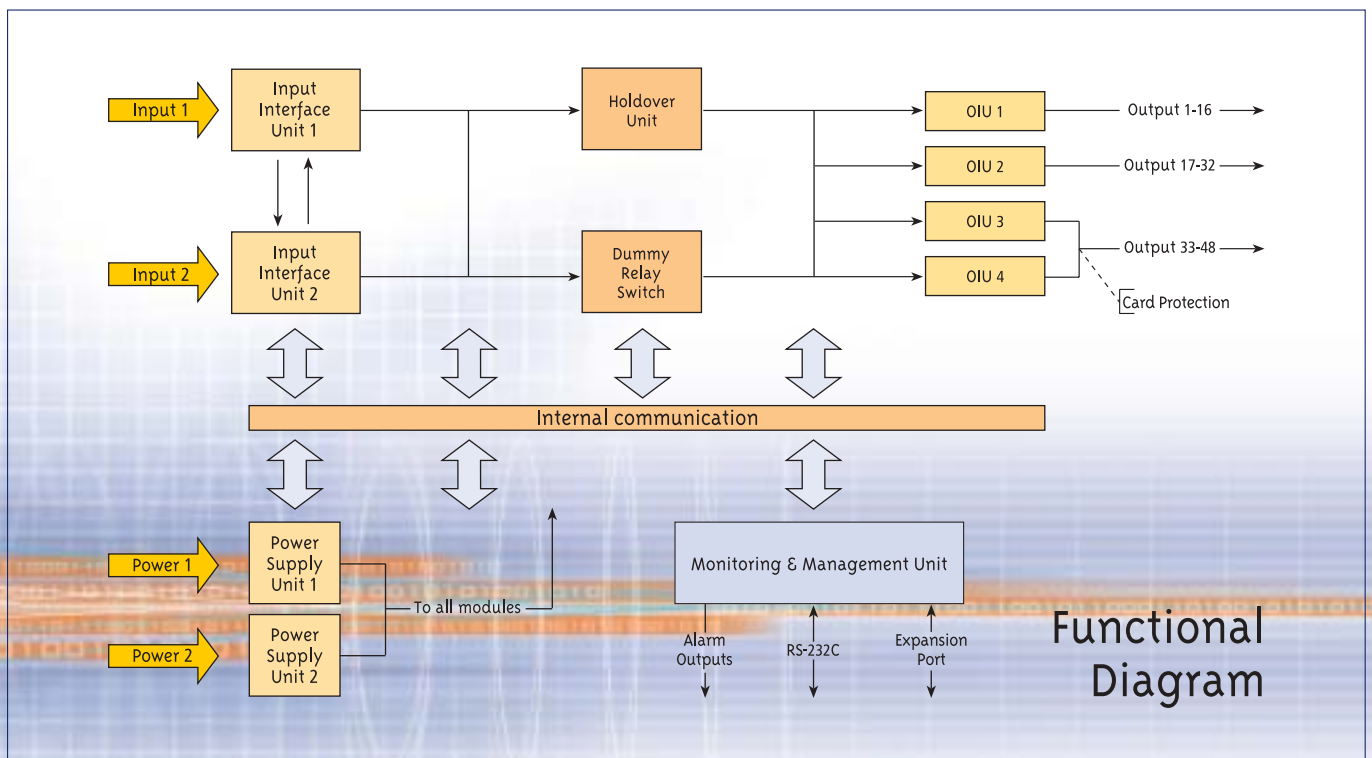 Input 1
Input
Interface
Unit 1
Holdover
Unit
OIU 1
Output 1-16
OIU 2
Output 17-32
OIU 3
Output 33-48
OIU 4
Card Protection
Input 2
Input
Interface
Unit 2
Dummy
Relay
Switch
Internal communication
Power 1
Power
Supply
Unit 1
To all modules
Power 2
Power
Supply
Unit 2
Monitoring & Management Unit
Alarm
Outputs
RS-232C
Expansion
Port
Functional
Diagram